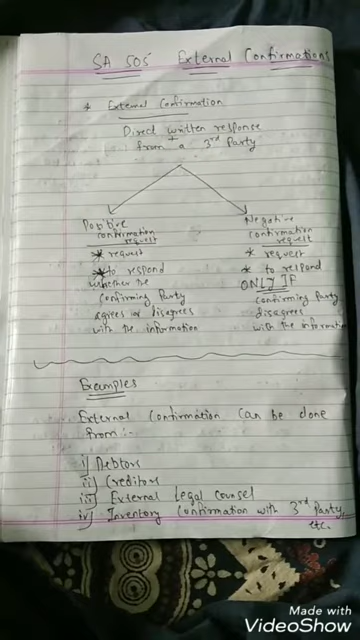 SA 505 External Confirmations
* External Confirmation
Direct written response
from a 3rd Party
Positive
confirmation
request
* request
* to respond
whether the
confirming Party
agrees or disagrees
with the information
Negative
confirmation
request
* request
* to respond
ONLY IF
confirming Party
disagrees
with the information
Examples
External Confirmation can be done
from:-
i) Debtors
ii) Creditors
iii) External Legal Counsel
iv) Inventory Confirmation with 3rd Party,
etc.
Made with
VideoShow